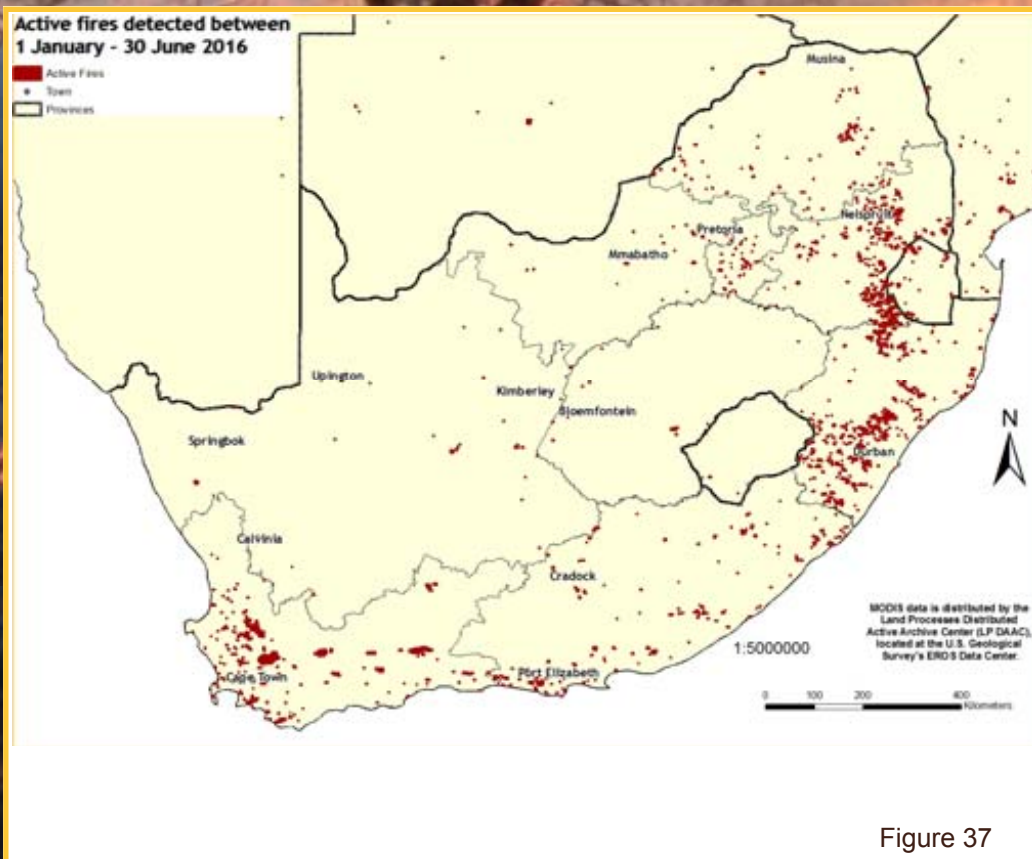 Active fires detected between
1 January - 30 June 2016
Active Fires
Town
Provinces
Musina
Nelspruit
Pretoria
Mmabatho
Upington
Kimberley
Bloemfontein
Springbok
Durban
N
Calvinia
Cradock
MODIS data is distributed by the
Land Processes Distributed
Active Archive Center (LP DAAC),
located at the U.S. Geological
Survey's EROS Data Center.
1:5000000
Port Elizabeth
Cape Town
0 100 200 400
Kilometers
Figure 37